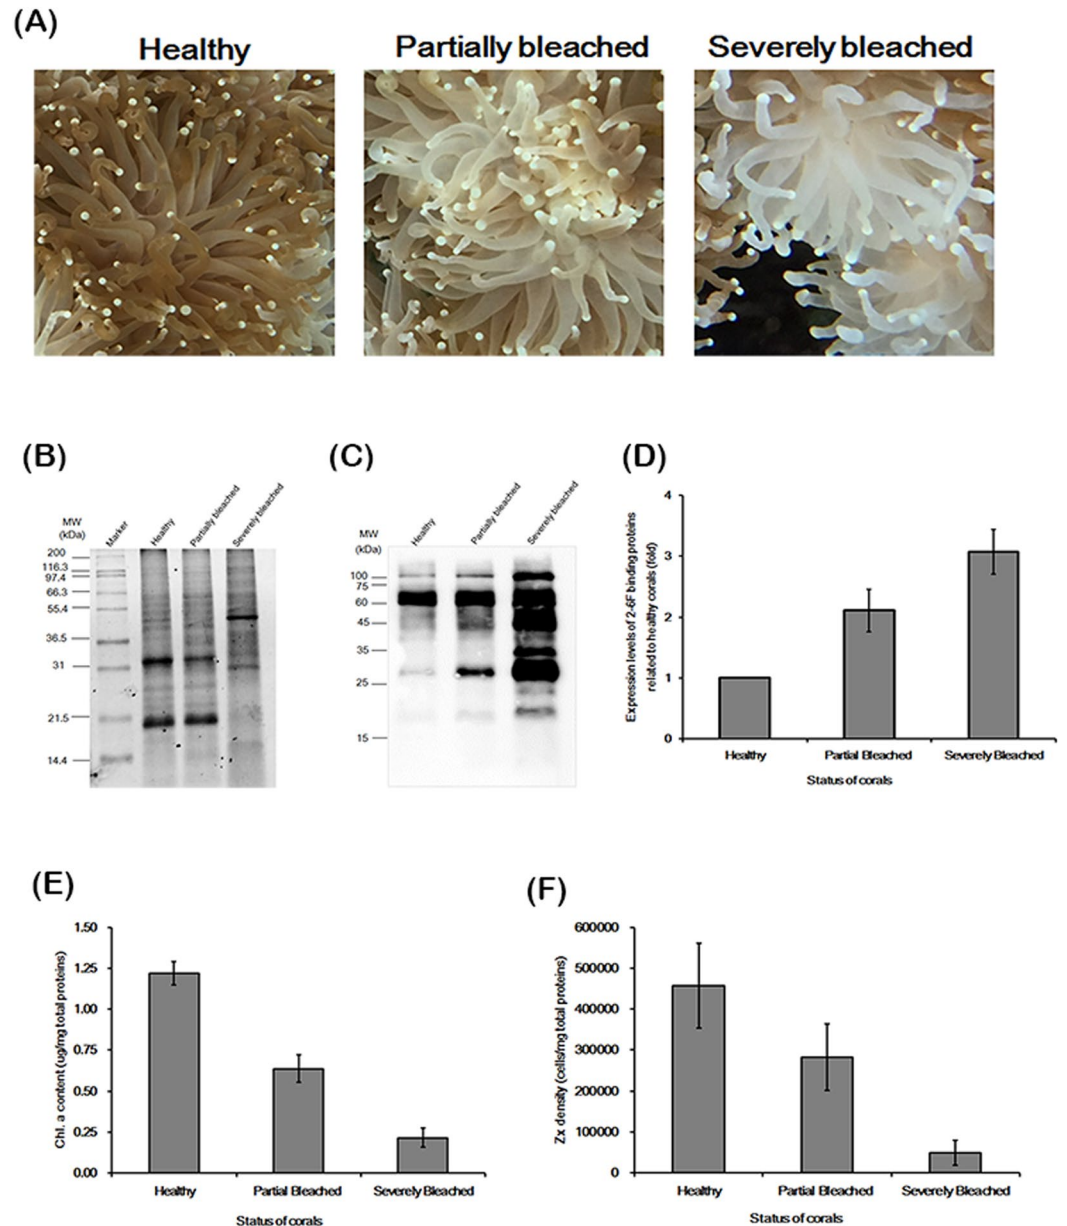 (A)
Healthy
Partially bleached
Severely bleached
(B)
MW
(kDa)
Marker
Healthy
Partially bleached
Severely bleached
200
116.3
97.4
66.3
55.4
36.5
31
21.5
14.4
(C)
MW
(kDa)
Healthy
Partially bleached
Severely bleached
100
75
60
45
35
25
15
(D)
Expression levels of 2-6F binding proteins
related to healthy corals (fold)
4
3
2
1
0
Healthy
Partial Bleached
Severely Bleached
Status of corals
(E)
Chl. a content (ug/mg total proteins)
1.50
1.25
1.00
0.75
0.50
0.25
0.00
Healthy
Partial Bleached
Severely Bleached
Status of corals
(F)
Zx density (cells/mg total proteins)
600000
500000
400000
300000
200000
100000
0
Healthy
Partial Bleached
Severely Bleached
Status of corals